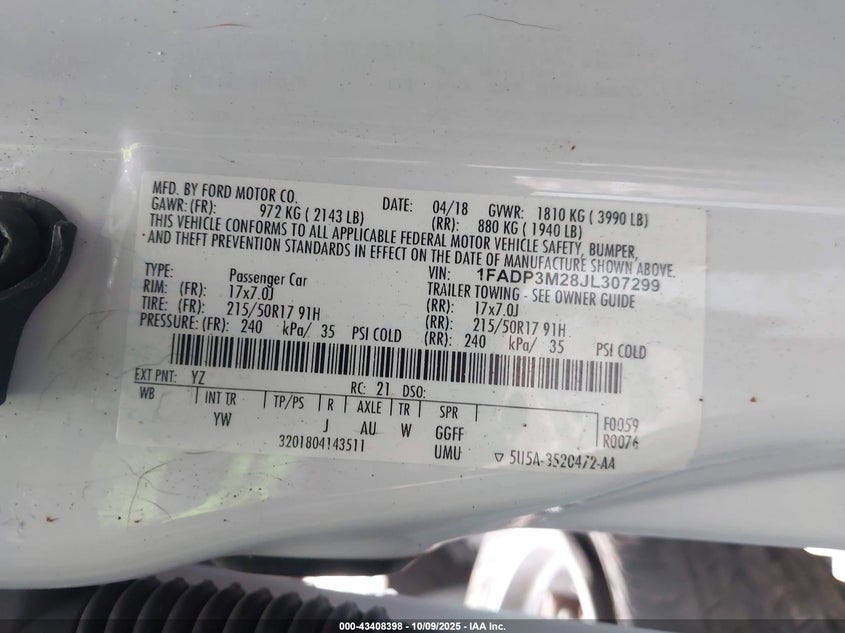 MFD. BY FORD MOTOR CO. DATE: 04/18 GVWR: 1810 KG ( 3990 LB)
GAWR: (FR): 972 KG ( 2143 LB) (RR): 880 KG ( 1940 LB)
THIS VEHICLE CONFORMS TO ALL APPLICABLE FEDERAL MOTOR VEHICLE SAFETY, BUMPER,
AND THEFT PREVENTION STANDARDS IN EFFECT ON THE DATE OF MANUFACTURE SHOWN ABOVE.
VIN: 1FADP3M28JL307299
TYPE: Passenger Car TRAILER TOWING - SEE OWNER GUIDE
RIM: (FR): 17x7.0J (RR): 17x7.0J
TIRE: (FR): 215/50R17 91H (RR): 215/50R17 91H
PRESSURE: (FR): 240 kPa/ 35 PSI COLD (RR): 240 kPa/ 35 PSI COLD
EXT PNT: YZ RC: 21 DSO:
WB INT TR TP/PS R AXLE TR SPR F0059
YW J AU W GGFF R0076
3201804143511 UMU ▽ 5U5A-3520472-AA
000-43408398 - 10/09/2025 - IAA Inc.